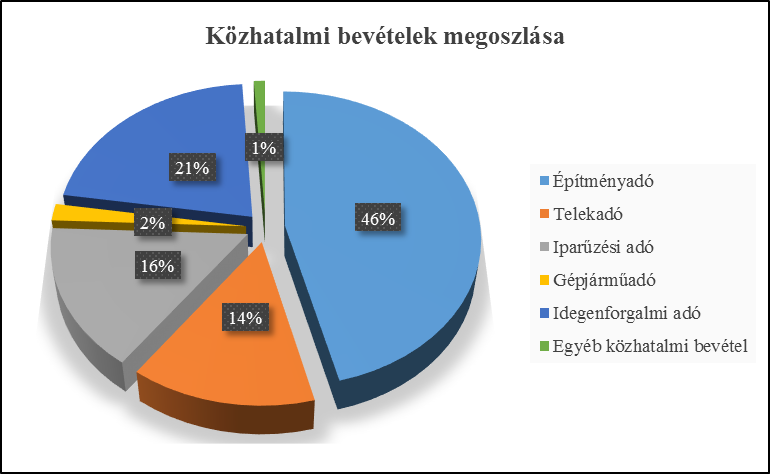 Közhatalmi bevételek megoszlása
1%
21%
46%
2%
16%
14%
Építményadó
Telekadó
Iparűzési adó
Gépjárműadó
Idegenforgalmi adó
Egyéb közhatalmi bevétel